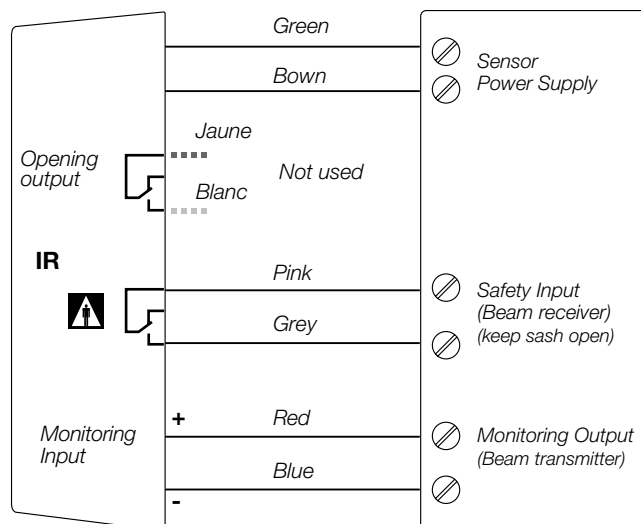 Green
Sensor
Power Supply
Bown
Jaune
Opening
output
Not used
Blanc
IR
Pink
Safety Input
(Beam receiver)
(keep sash open)
Grey
+
Red
Monitoring
Input
Monitoring Output
(Beam transmitter)
Blue
-